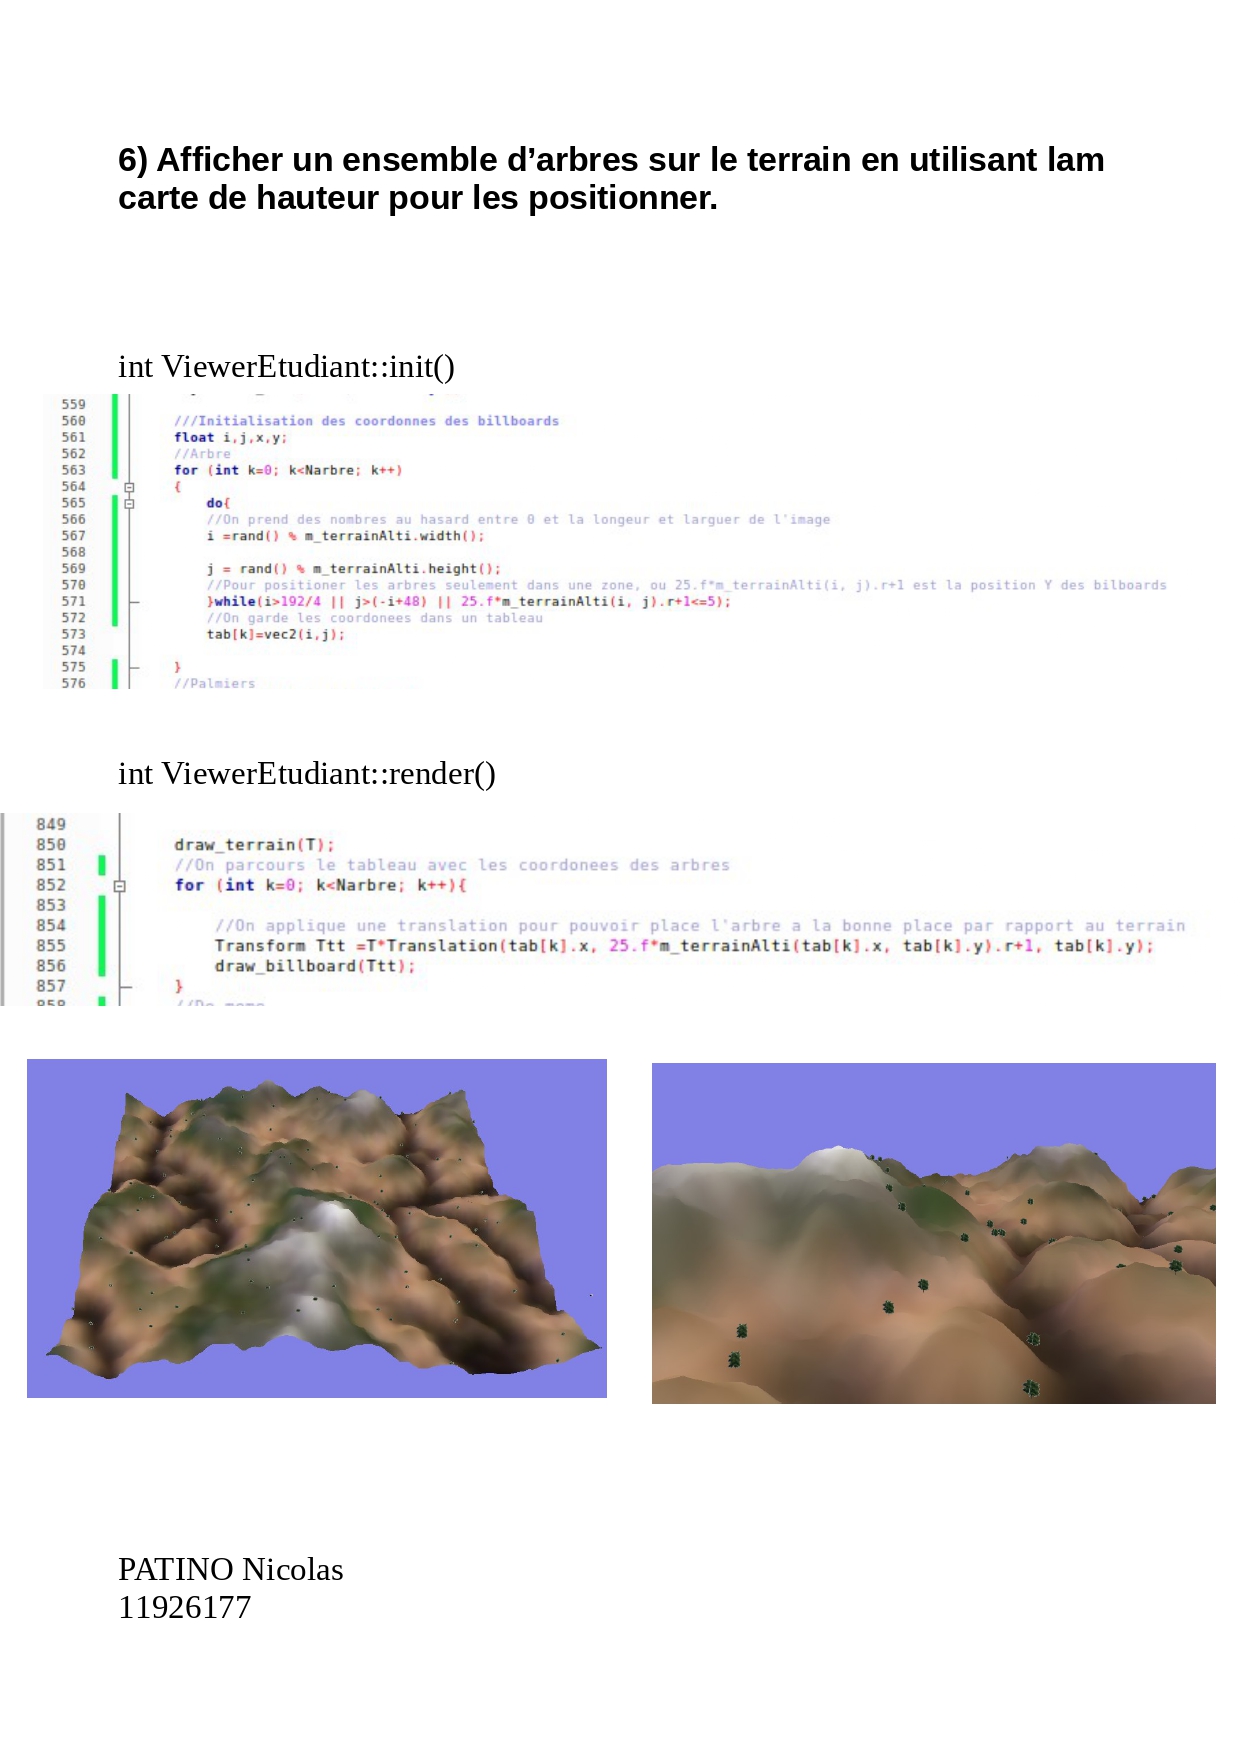 6) Afficher un ensemble d’arbres sur le terrain en utilisant lam
carte de hauteur pour les positionner.
int ViewerEtudiant::init()
559
560 ///Initialisation des coordonnes des billboards
561 float i,j,x,y;
562 //Arbre
563 for (int k=0; k<Narbre; k++)
564 {
565 do{
566 //On prend des nombres au hasard entre 0 et la longeur et larguer de l'image
567 i =rand() % m_terrainAlti.width();
568
569 j = rand() % m_terrainAlti.height();
570 //Pour positioner les arbres seulement dans une zone, ou 25.f*m_terrainAlti(i, j).r+1 est la position Y des bilboards
571 }while(i>192/4 || j>(-i+48) || 25.f*m_terrainAlti(i, j).r+1<=5);
572 //On garde les coordonees dans un tableau
573 tab[k]=vec2(i,j);
574
575 }
576 //Palmiers
int ViewerEtudiant::render()
849
850 draw_terrain(T);
851 //On parcours le tableau avec les coordonees des arbres
852 for (int k=0; k<Narbre; k++){
853
854 //On applique une translation pour pouvoir place l'arbre a la bonne place par rapport au terrain
855 Transform Ttt =T*Translation(tab[k].x, 25.f*m_terrainAlti(tab[k].x, tab[k].y).r+1, tab[k].y);
856 draw_billboard(Ttt);
857 }
858
PATINO Nicolas
11926177